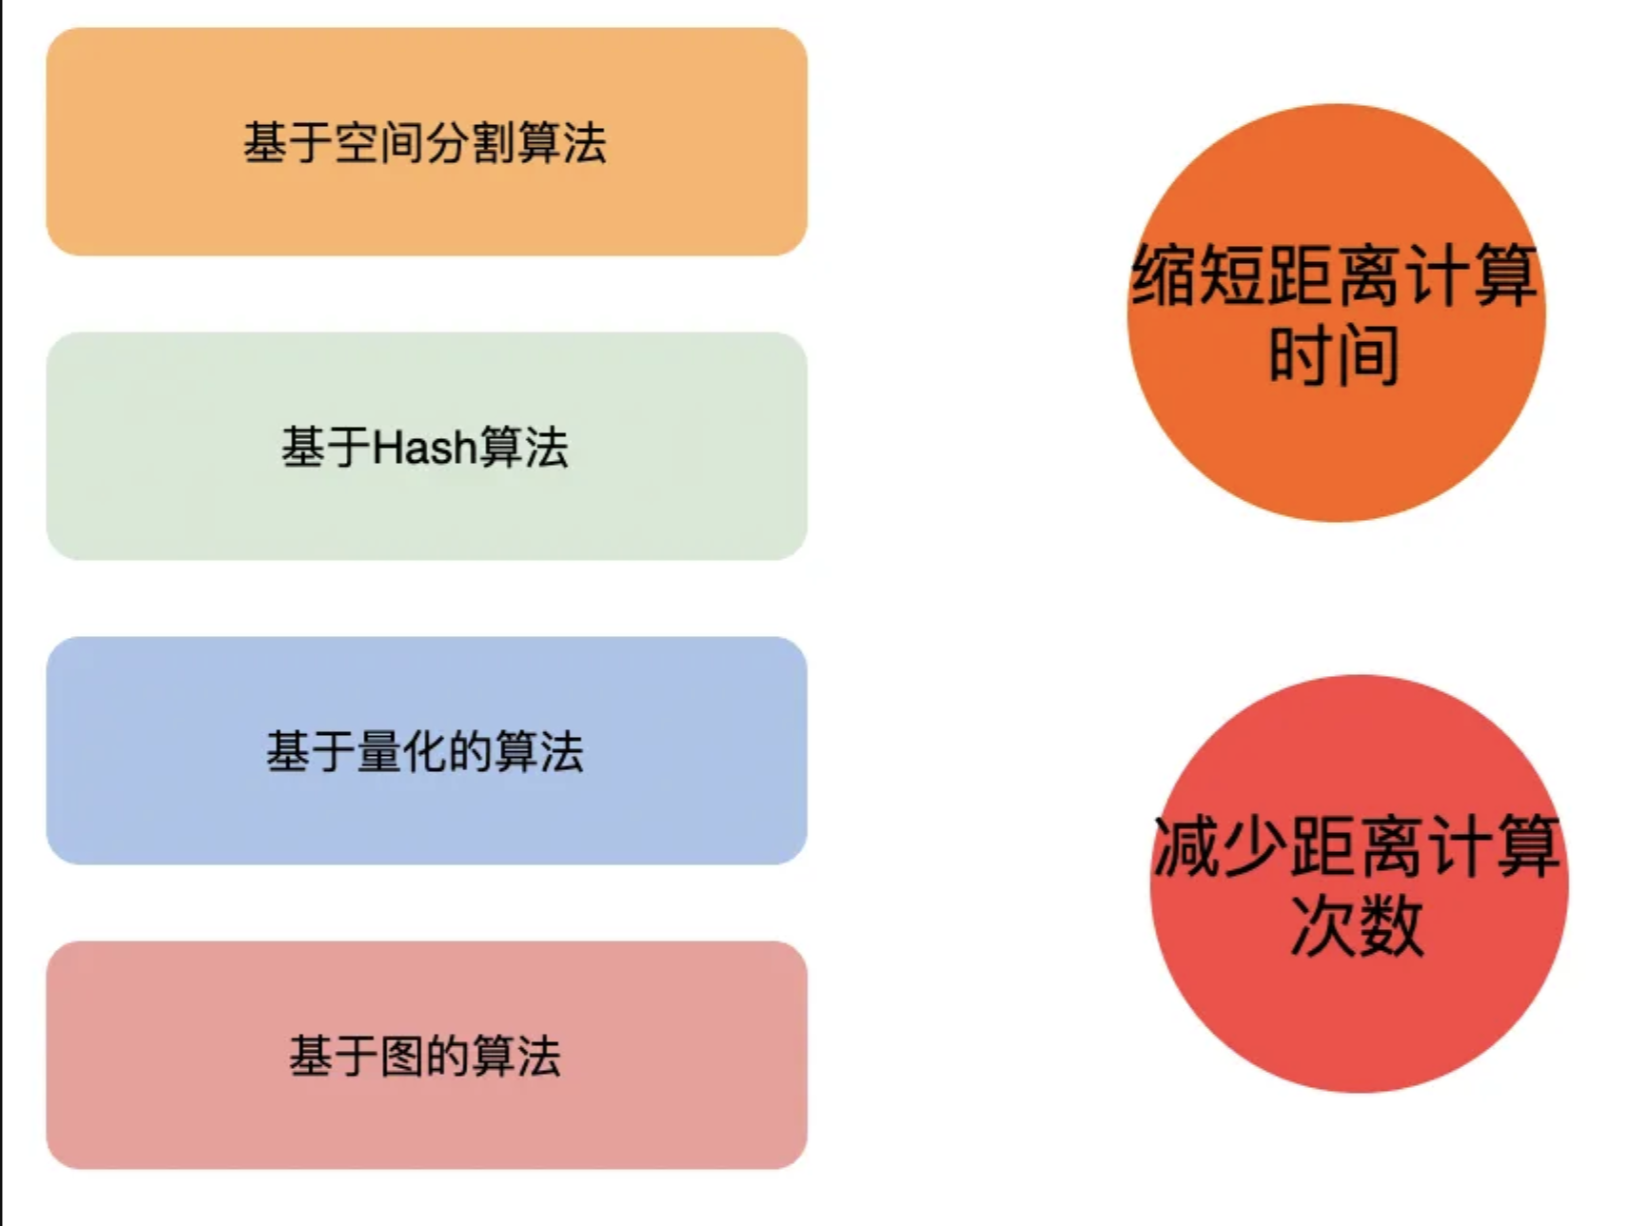 基于空间分割算法
基于Hash算法
基于量化的算法
基于图的算法
缩短距离计算
时间
减少距离计算
次数